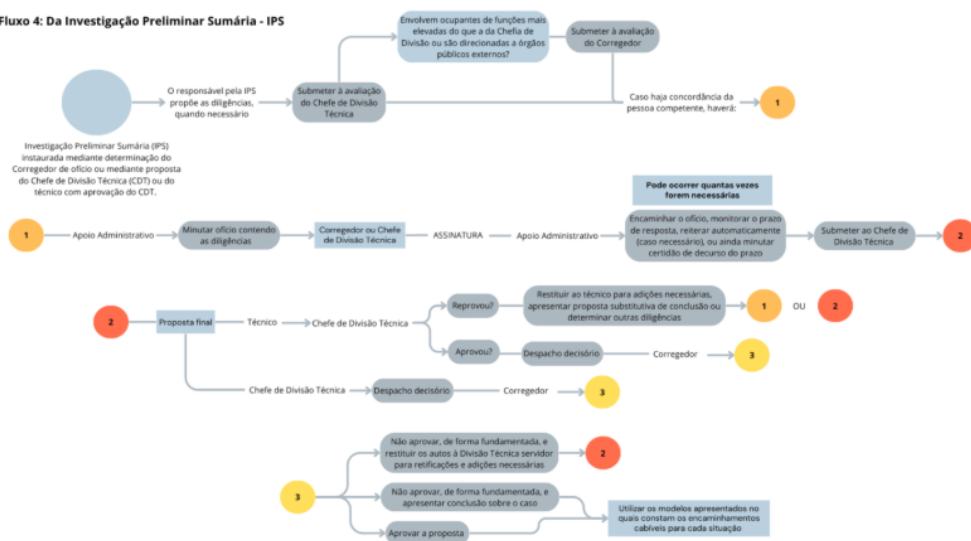 Fluxo 4: Da Investigação Preliminar Sumária - IPS
Envolvem ocupantes de funções mais
elevadas do que a da Chefia de
Divisão ou são direcionadas a órgãos
públicos externos?
Submeter à avaliação
do Corregedor
O responsável pela IPS
propõe as diligências,
quando necessário
Submeter à avaliação
do Chefe de Divisão
Técnica
Caso haja concordância da
pessoa competente, haverá:
1
Investigação Preliminar Sumária (IPS)
instaurada mediante determinação do
Corregedor de ofício ou mediante proposta
do Chefe de Divisão Técnica (CDT) ou do
técnico com aprovação do CDT.
Pode ocorrer quantas vezes
forem necessárias
1
Apoio Administrativo
Minutar ofício contendo
as diligências
Corregedor ou Chefe
de Divisão Técnica
ASSINATURA
Apoio Administrativo
Encaminhar o ofício, monitorar o prazo
de resposta, reiterar automaticamente
(caso necessário), ou ainda minutar
certidão de decurso do prazo
Submeter ao Chefe de
Divisão Técnica
2
2
Proposta final
Técnico
Chefe de Divisão Técnica
Reprovou?
Restituir ao técnico para adições necessárias,
apresentar proposta substitutiva de conclusão ou
determinar outras diligências
1
OU
2
Aprovou?
Despacho decisório
Corregedor
3
Chefe de Divisão Técnica
Despacho decisório
Corregedor
3
3
Não aprovar, de forma fundamentada, e
restituir os autos à Divisão Técnica servidor
para retificações e adições necessárias
2
Não aprovar, de forma fundamentada, e
apresentar conclusão sobre o caso
Aprovar a proposta
Utilizar os modelos apresentados no
quais constam os encaminhamentos
cabíveis para cada situação